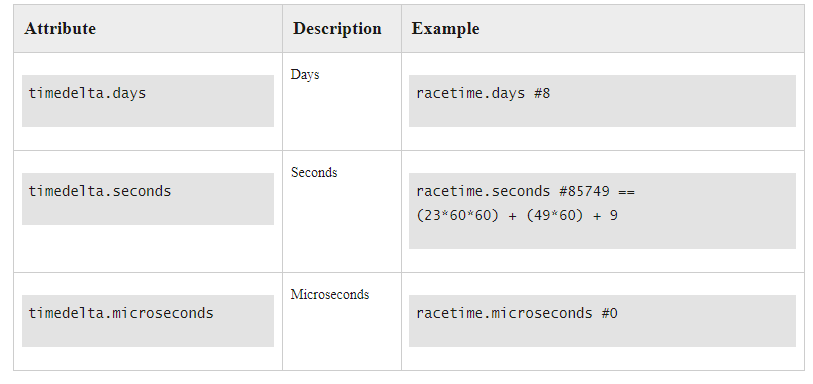 Attribute Description Example
timedelta.days Days racetime.days #8
timedelta.seconds Seconds racetime.seconds #85749 ==
(23*60*60) + (49*60) + 9
timedelta.microseconds Microseconds racetime.microseconds #0